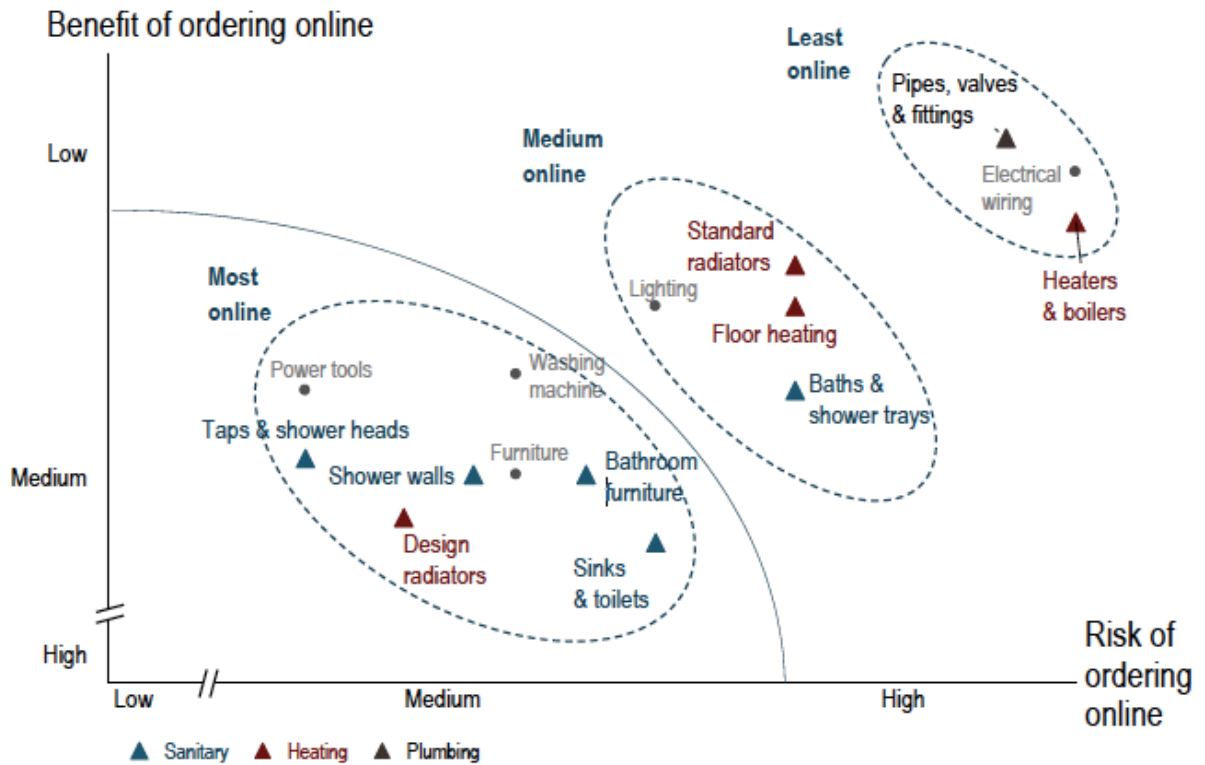 Benefit of ordering online
Least
online
Pipes, valves
& fittings
Medium
online
Low
Electrical
wiring
Standard
radiators
Heaters
& boilers
Most
online
Lighting
Floor heating
Power tools
Washing
machine
Baths &
shower trays
Taps & shower heads
Furniture
Bathroom
furniture
Medium
Shower walls
Design
radiators
Sinks
& toilets
High
Risk of
ordering
online
Low
Medium
High
Sanitary
Heating
Plumbing